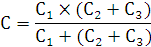 C = C₁ × (C₂ + C₃) / C₁ + (C₂ + C₃)